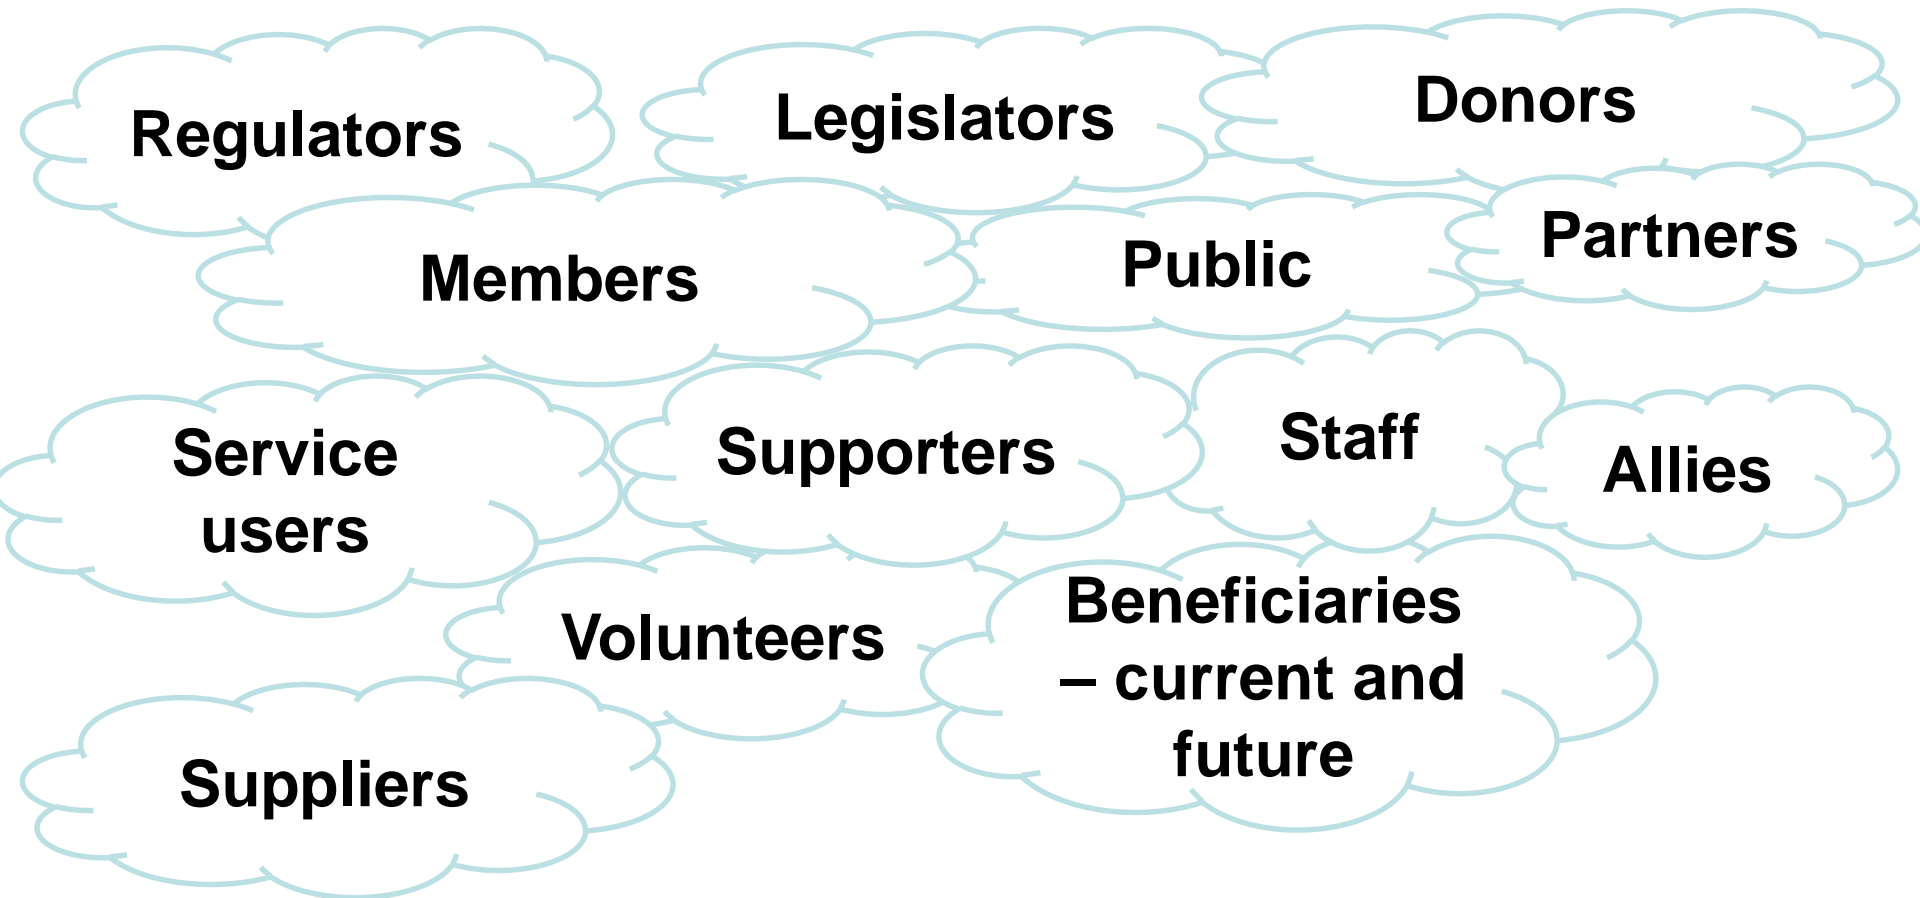 Regulators
Legislators
Donors
Members
Public
Partners
Service
users
Supporters
Staff
Allies
Volunteers
Beneficiaries
– current and
future
Suppliers